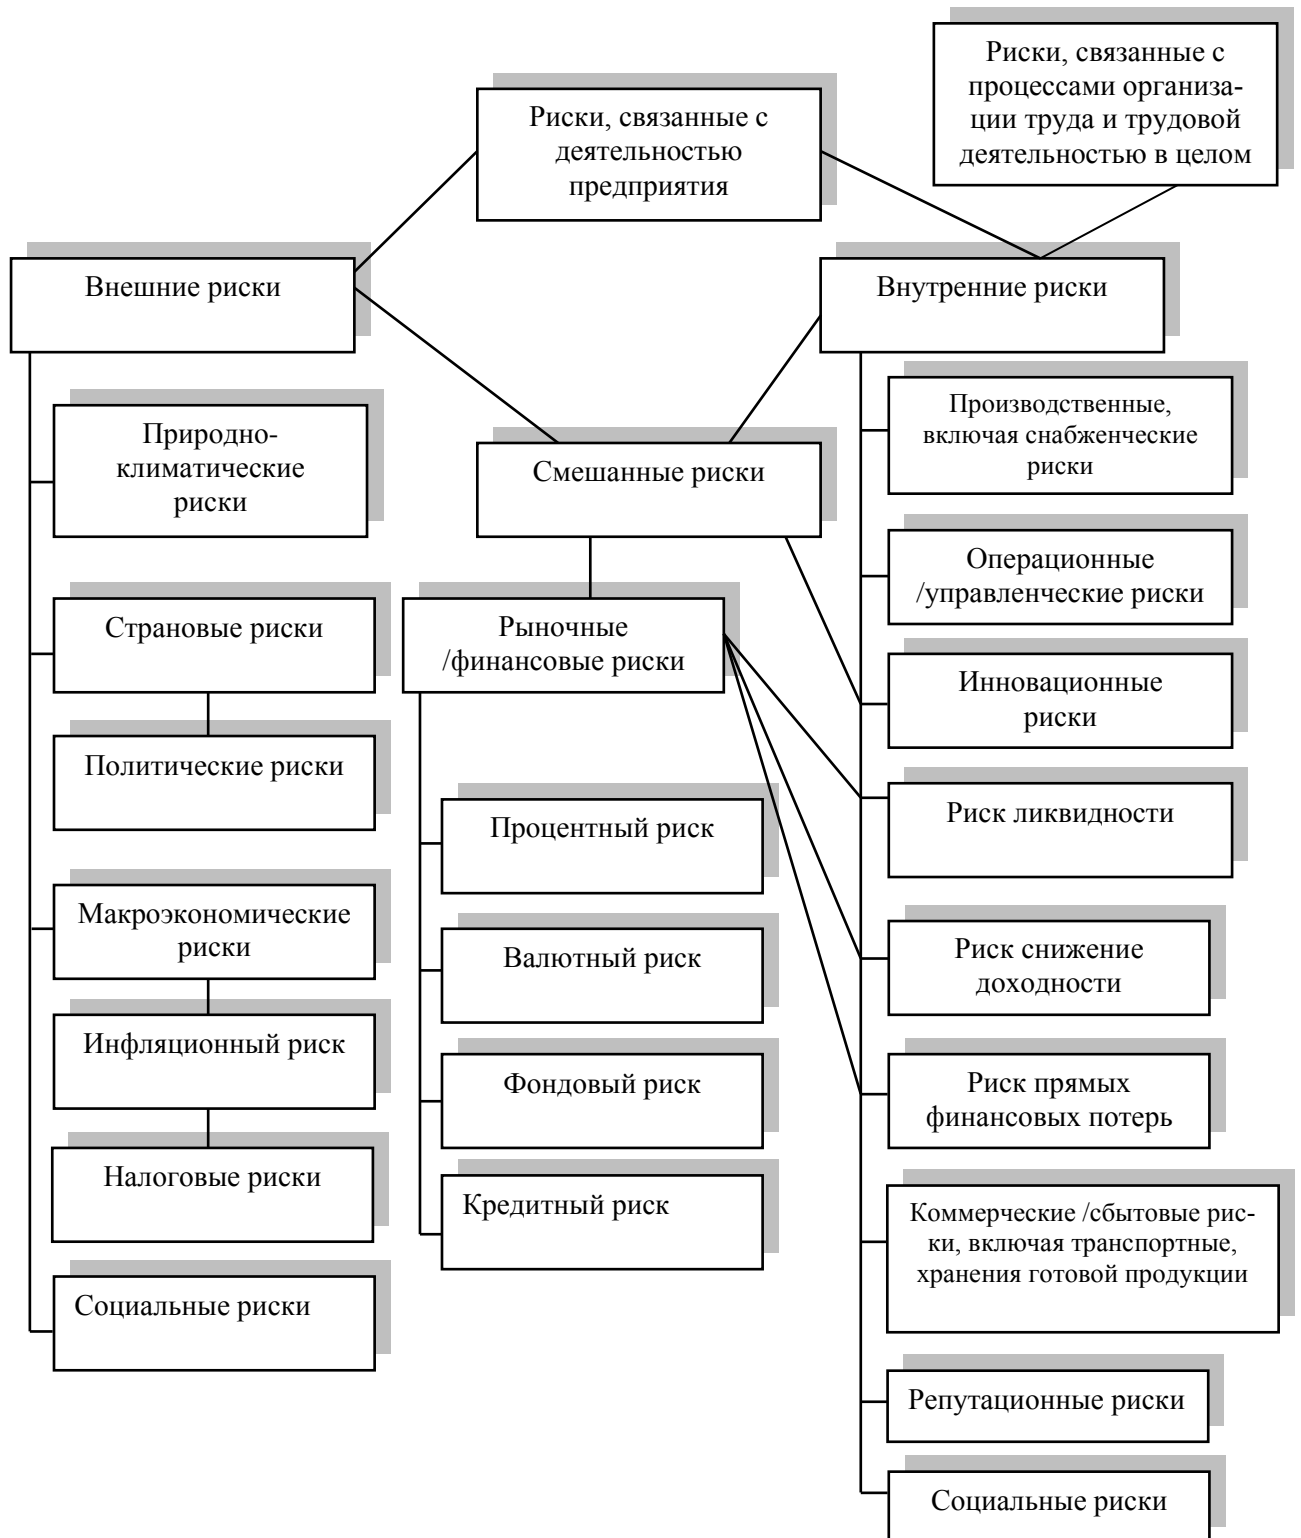 Риски, связанные с
процессами организа-
ции труда и трудовой
деятельностью в целом
Риски, связанные с
деятельностью
предприятия
Внешние риски
Внутренние риски
Природно-
климатические
риски
Страновые риски
Политические риски
Макроэкономические
риски
Инфляционный риск
Налоговые риски
Социальные риски
Смешанные риски
Рыночные
/финансовые риски
Процентный риск
Валютный риск
Фондовый риск
Кредитный риск
Производственные,
включая снабженческие
риски
Операционные
/управленческие риски
Инновационные
риски
Риск ликвидности
Риск снижение
доходности
Риск прямых
финансовых потерь
Коммерческие /сбытовые рис-
ки, включая транспортные,
хранения готовой продукции
Репутационные риски
Социальные риски